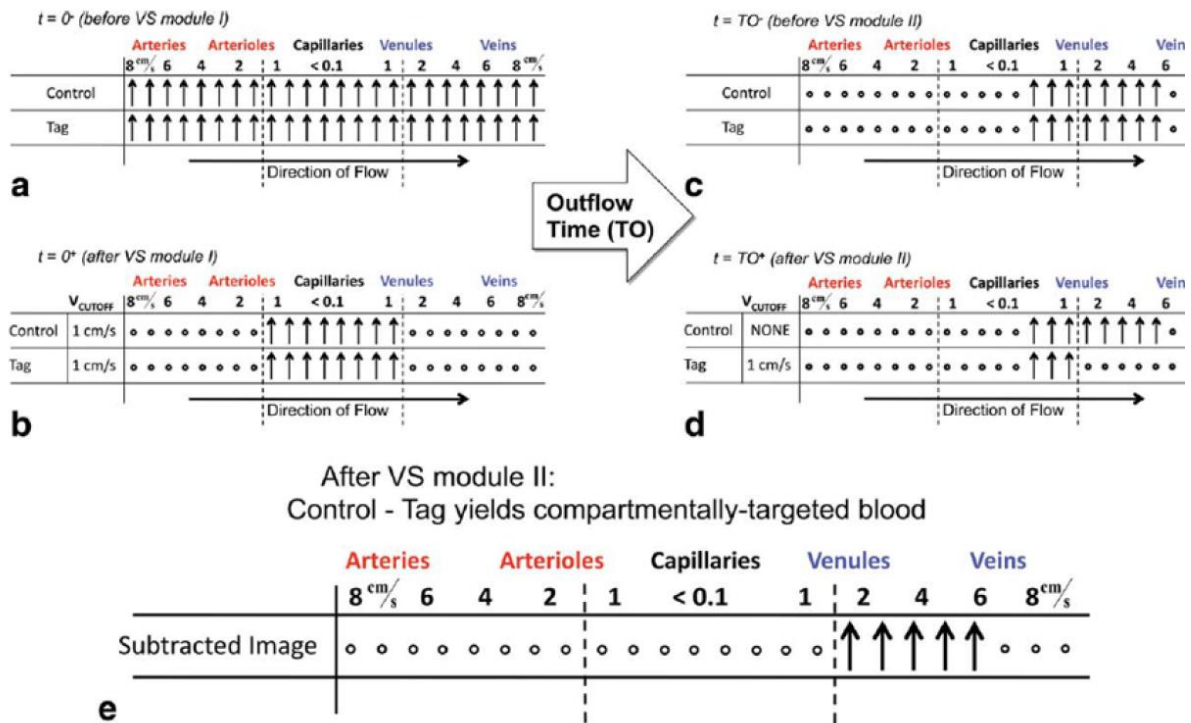 t = 0⁻ (before VS module I)
Arteries Arterioles Capillaries Venules Veins
8 cm/s 6 4 2 1 < 0.1 1 2 4 6 8 cm/s
Control
Tag
Direction of Flow
a
t = 0⁺ (after VS module I)
Arteries Arterioles Capillaries Venules Veins
V_CUTOFF 8 cm/s 6 4 2 1 < 0.1 1 2 4 6 8 cm/s
Control 1 cm/s
Tag 1 cm/s
Direction of Flow
b
Outflow
Time (TO)
t = TO⁻ (before VS module II)
Arteries Arterioles Capillaries Venules Vein
8 cm/s 6 4 2 1 < 0.1 1 2 4 6
Control
Tag
Direction of Flow
c
t = TO⁺ (after VS module II)
Arteries Arterioles Capillaries Venules Vein
V_CUTOFF 8 cm/s 6 4 2 1 < 0.1 1 2 4 6
Control NONE
Tag 1 cm/s
Direction of Flow
d
After VS module II:
Control - Tag yields compartmentally-targeted blood
Arteries Arterioles Capillaries Venules Veins
8 cm/s 6 4 2 1 < 0.1 1 2 4 6 8 cm/s
Subtracted Image
e